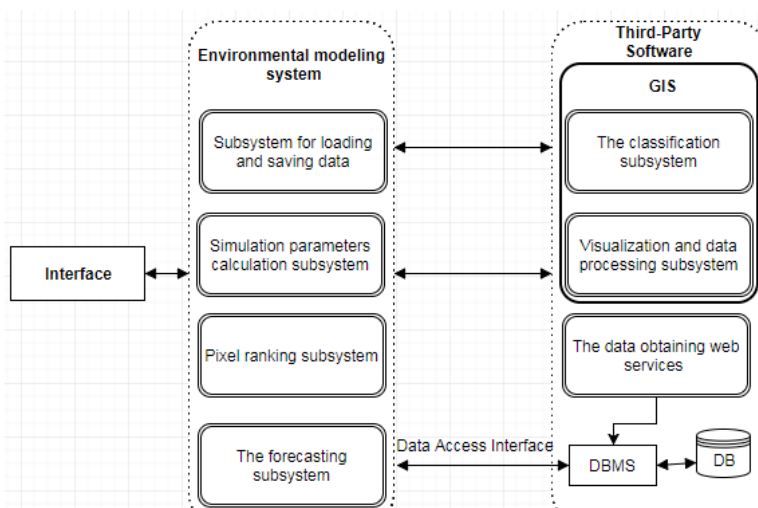 Environmental modeling
system
Subsystem for loading
and saving data
Simulation parameters
calculation subsystem
Interface
Pixel ranking subsystem
The forecasting
subsystem
Data Access Interface
Third-Party
Software
GIS
The classification
subsystem
Visualization and data
processing subsystem
The data obtaining web
services
DBMS
DB